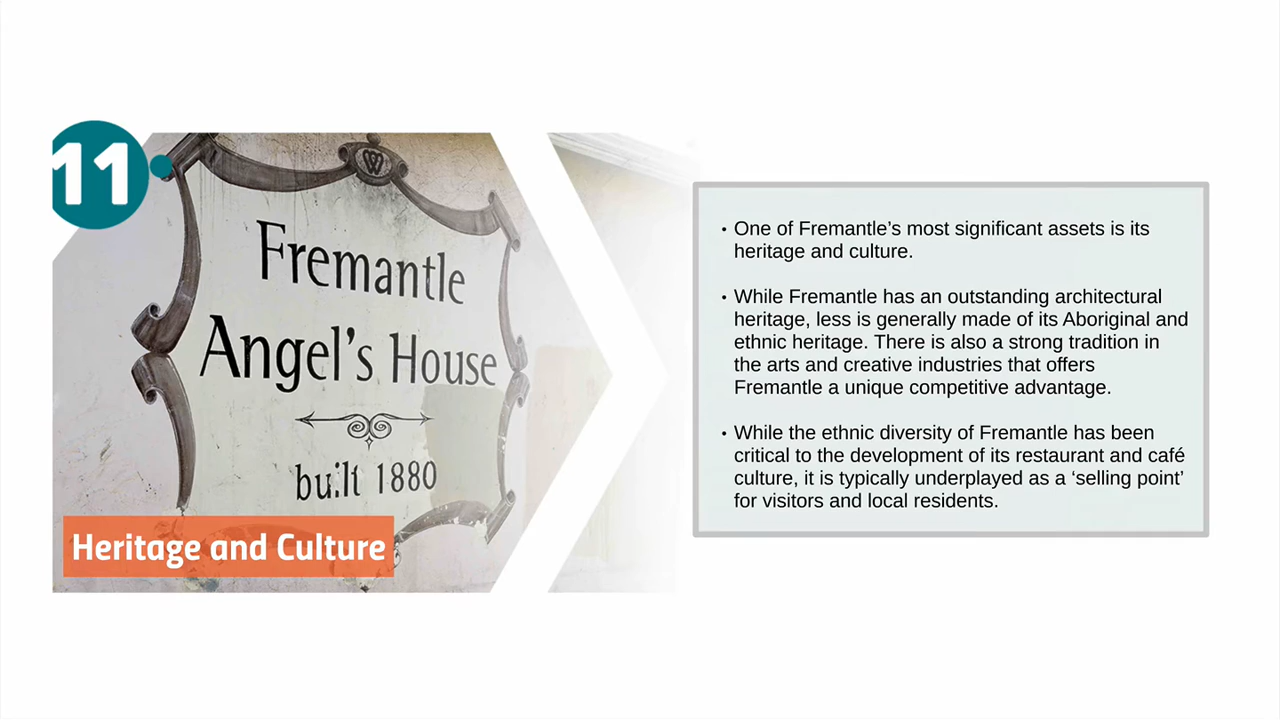 11
Fremantle
Angel's House
built 1880
Heritage and Culture
• One of Fremantle’s most significant assets is its
heritage and culture.
• While Fremantle has an outstanding architectural
heritage, less is generally made of its Aboriginal and
ethnic heritage. There is also a strong tradition in
the arts and creative industries that offers
Fremantle a unique competitive advantage.
• While the ethnic diversity of Fremantle has been
critical to the development of its restaurant and café
culture, it is typically underplayed as a ‘selling point’
for visitors and local residents.